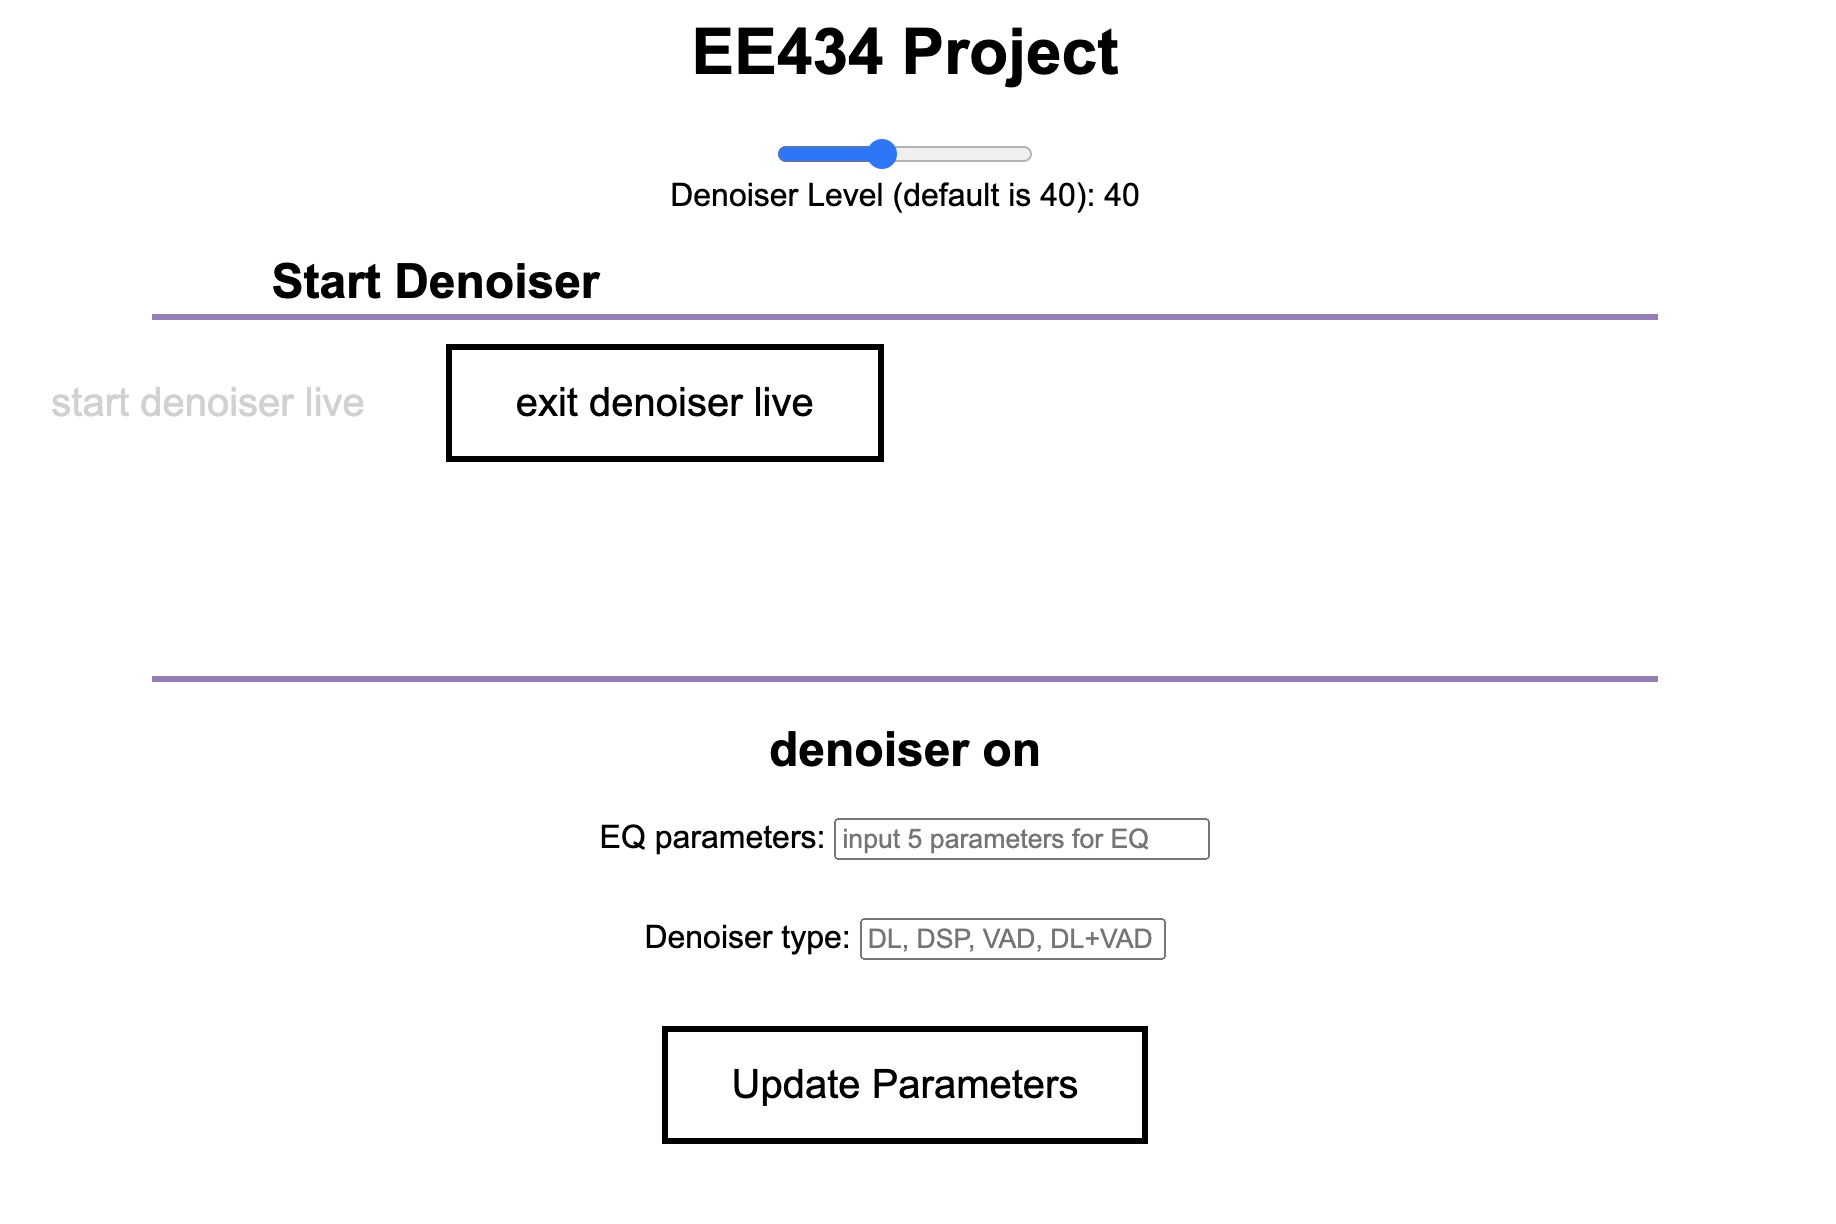 EE434 Project
Denoiser Level (default is 40): 40
Start Denoiser
start denoiser live
exit denoiser live
denoiser on
EQ parameters: input 5 parameters for EQ
Denoiser type: DL, DSP, VAD, DL+VAD
Update Parameters